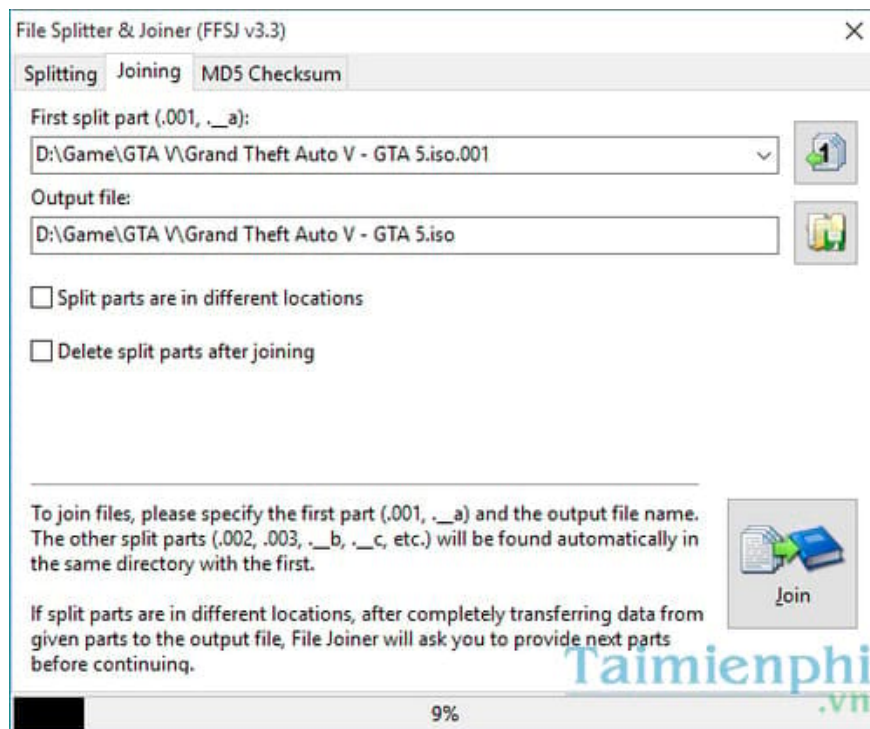 File Splitter & Joiner (FFSJ v3.3)
Splitting Joining MD5 Checksum
First split part (.001, .__a):
D:\Game\GTA V\Grand Theft Auto V - GTA 5.iso.001
1
Output file:
D:\Game\GTA V\Grand Theft Auto V - GTA 5.iso
Split parts are in different locations
Delete split parts after joining
To join files, please specify the first part (.001, .__a) and the output file name.
The other split parts (.002, .003, .__b, .__c, etc.) will be found automatically in
the same directory with the first.
Join
If split parts are in different locations, after completely transferring data from
given parts to the output file, File Joiner will ask you to provide next parts
before continuing.
Taimienphi
.vn
9%